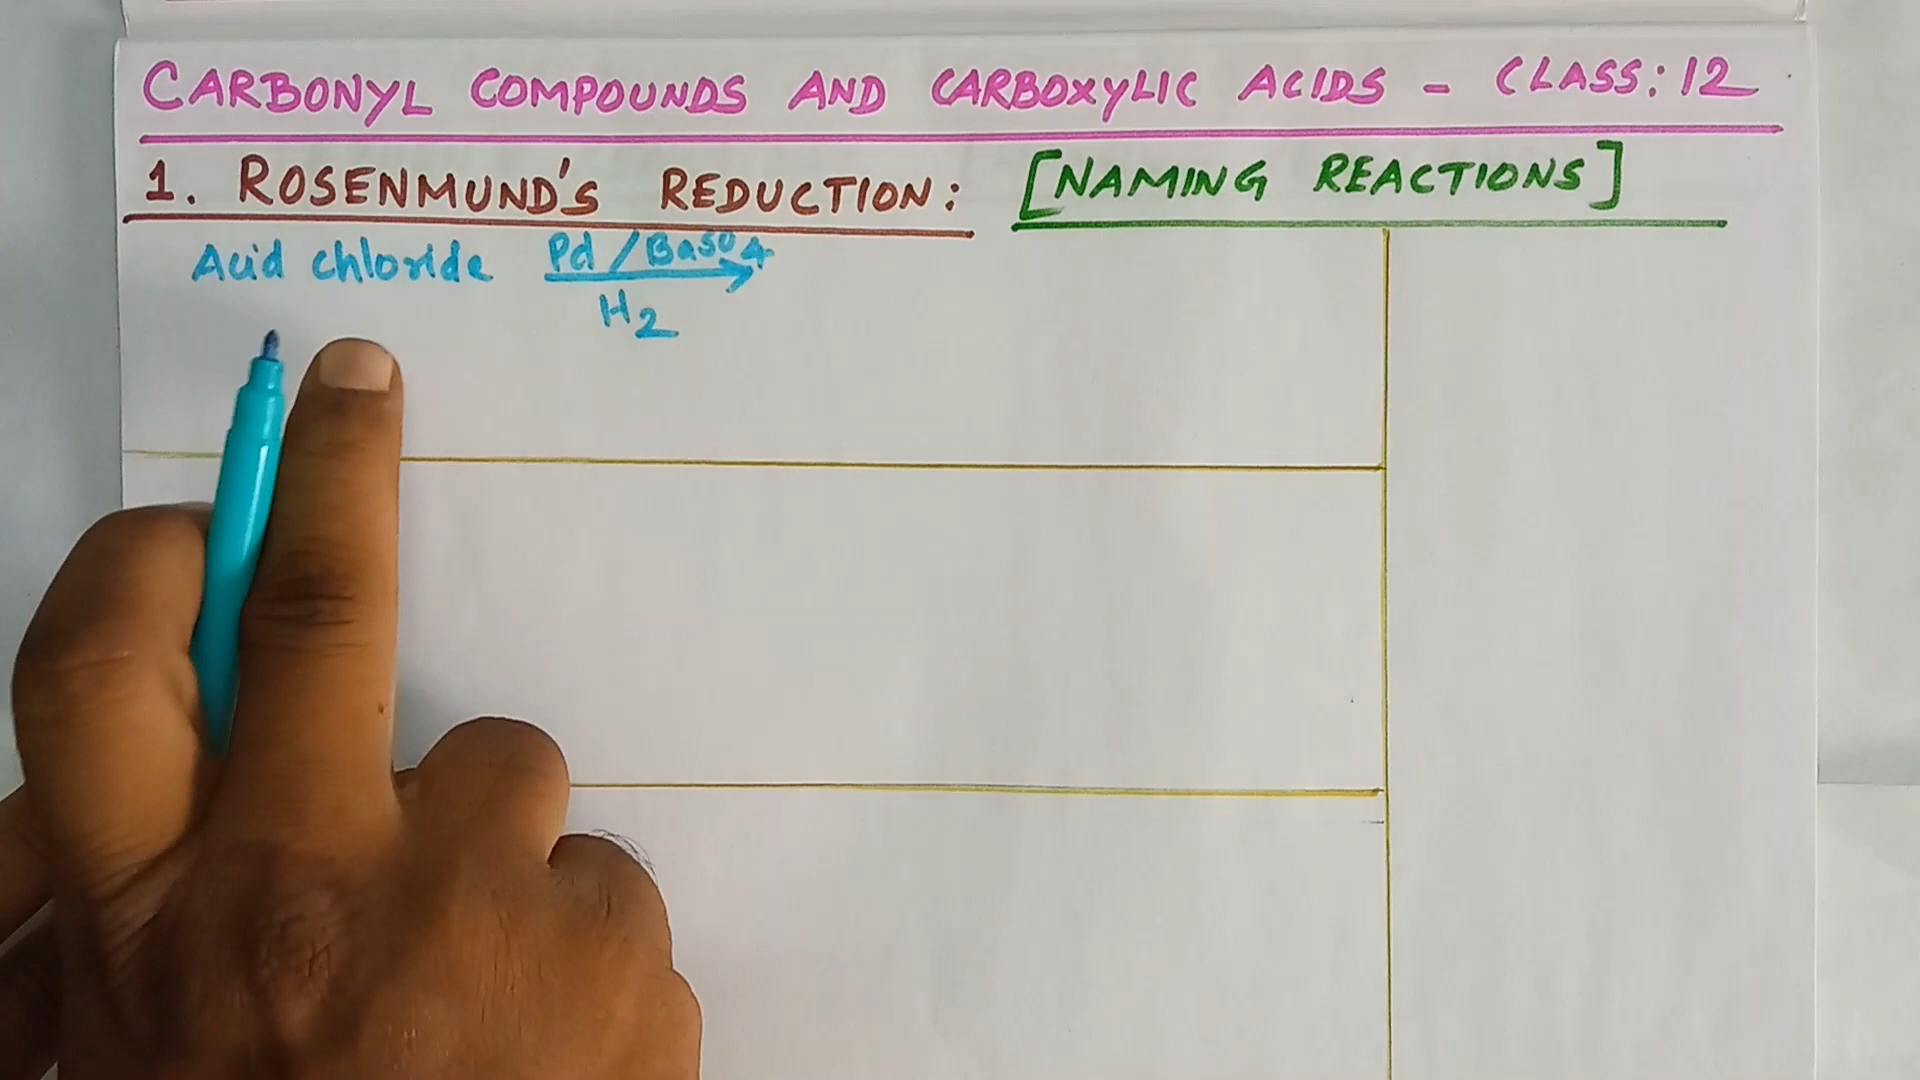 CARBONYL COMPOUNDS AND CARBOXYLIC ACIDS - CLASS: 12
1. ROSENMUND'S REDUCTION: [NAMING REACTIONS]
Acid chloride Pd/BaSO4
H2